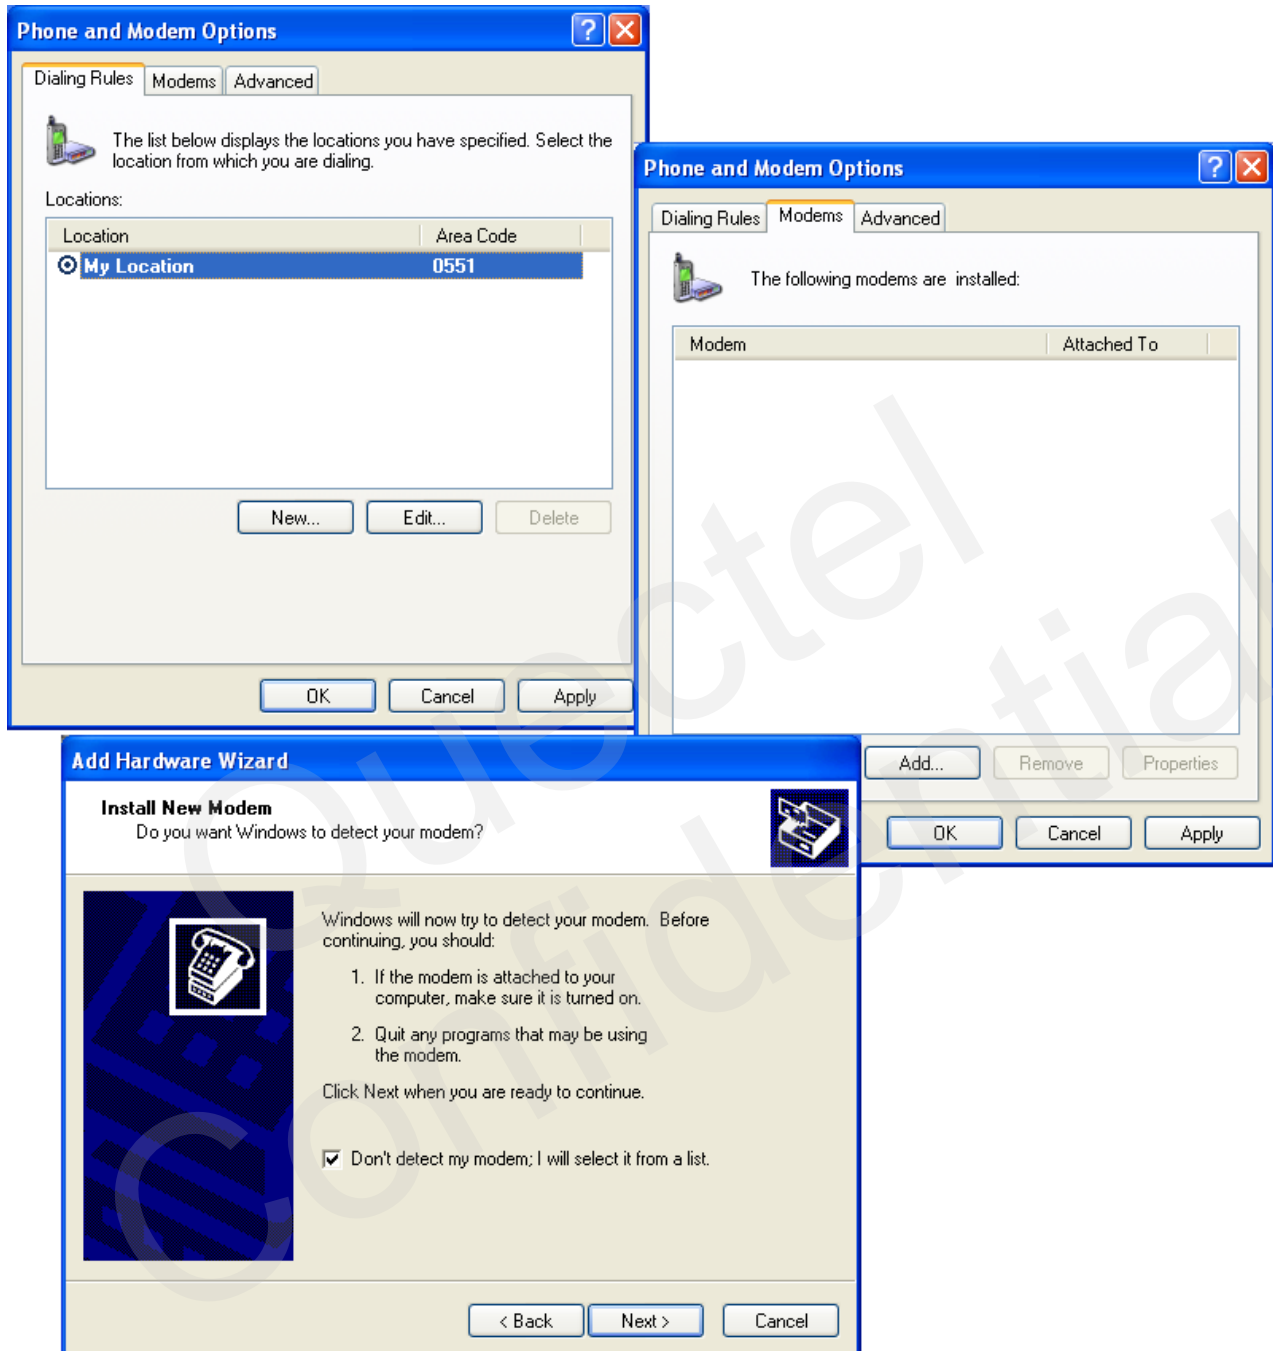 Phone and Modem Options
Dialing Rules Modems Advanced
The list below displays the locations you have specified. Select the
location from which you are dialing.
Locations:
Location Area Code
My Location 0551
New... Edit... Delete
OK Cancel Apply
Phone and Modem Options
Dialing Rules Modems Advanced
The following modems are installed:
Modem Attached To
Add... Remove Properties
OK Cancel Apply
Add Hardware Wizard
Install New Modem
Do you want Windows to detect your modem?
Windows will now try to detect your modem. Before
continuing, you should:
1. If the modem is attached to your
computer, make sure it is turned on.
2. Quit any programs that may be using
the modem.
Click Next when you are ready to continue.
Don't detect my modem; I will select it from a list.
< Back Next > Cancel
Quectel
Confidential